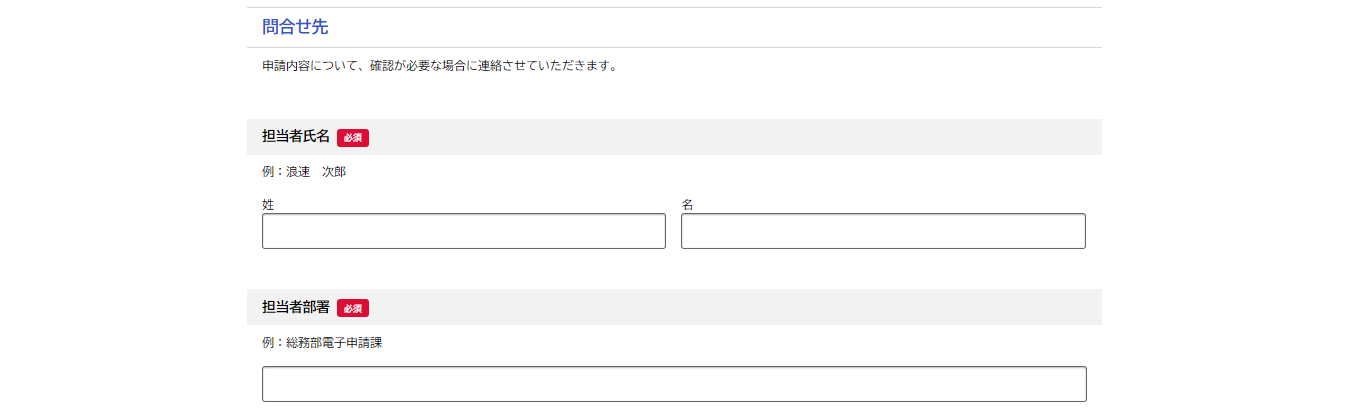 問合せ先
申請内容について、確認が必要な場合に連絡させていただきます。
担当者氏名 必須
例：浪速　次郎
姓 名
担当者部署 必須
例：総務部電子申請課